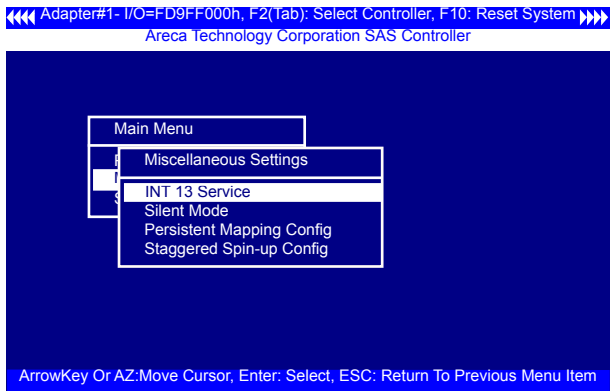 Adapter#1- I/O=FD9FF000h, F2(Tab): Select Controller, F10: Reset System
Areca Technology Corporation SAS Controller
Main Menu
Miscellaneous Settings
INT 13 Service
Silent Mode
Persistent Mapping Config
Staggered Spin-up Config
ArrowKey Or AZ:Move Cursor, Enter: Select, ESC: Return To Previous Menu Item